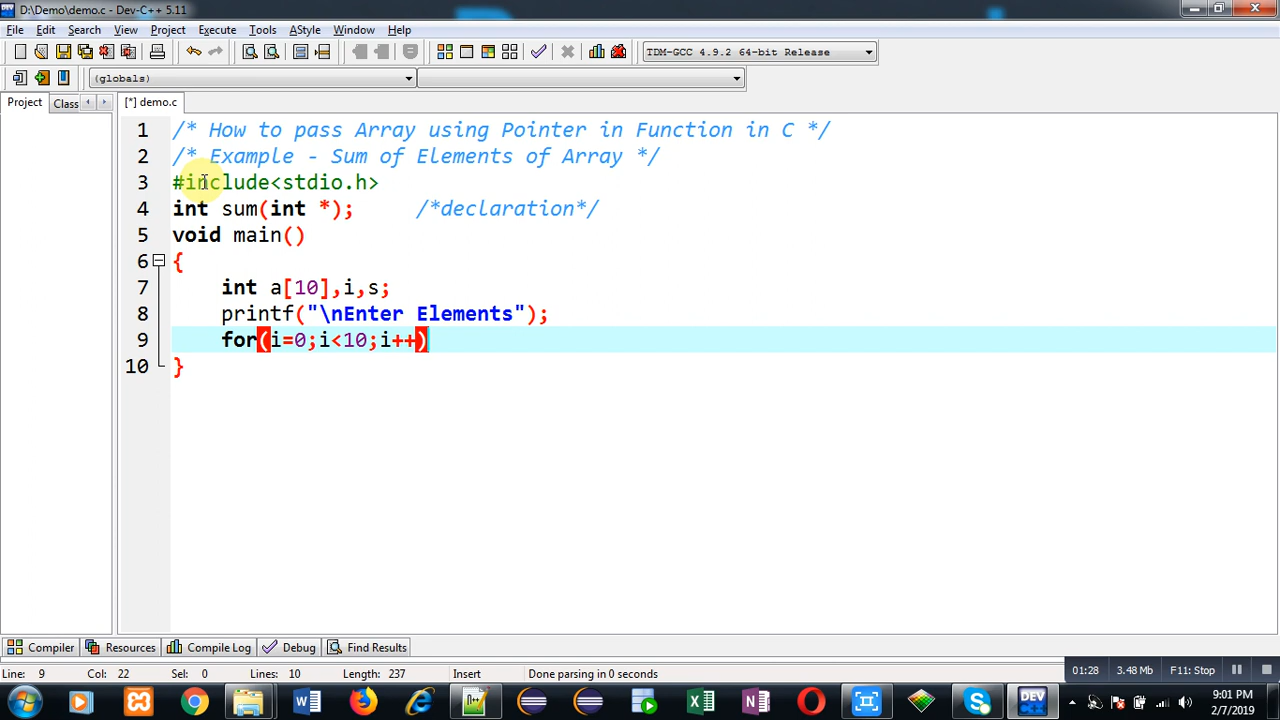 D:\Demo\demo.c - Dev-C++ 5.11
File Edit Search View Project Execute Tools AStyle Window Help
TDM-GCC 4.9.2 64-bit Release
(globals)
Project Class [*] demo.c
1 /* How to pass Array using Pointer in Function in C */
2 /* Example - Sum of Elements of Array */
3 #include<stdio.h>
4 int sum(int *); /*declaration*/
5 void main()
6 {
7 int a[10],i,s;
8 printf("\nEnter Elements");
9 for(i=0;i<10;i++)
10 }
Compiler Resources Compile Log Debug Find Results
Line: 9 Col: 22 Sel: 0 Lines: 10 Length: 237 Insert Done parsing in 0 seconds
01:28 3.48 Mb F11: Stop
9:01 PM
2/7/2019